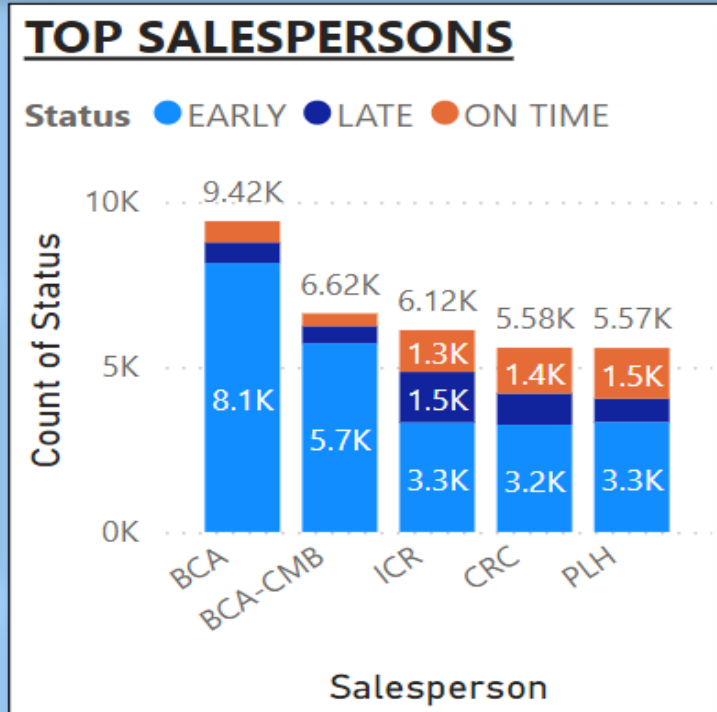 TOP SALESPERSONS
Status EARLY LATE ON TIME
Count of Status
10K
5K
0K
9.42K
6.62K
6.12K
5.58K
5.57K
1.3K
1.4K
1.5K
8.1K
5.7K
1.5K
3.3K
3.2K
3.3K
BCA
BCA-CMB
ICR
CRC
PLH
Salesperson